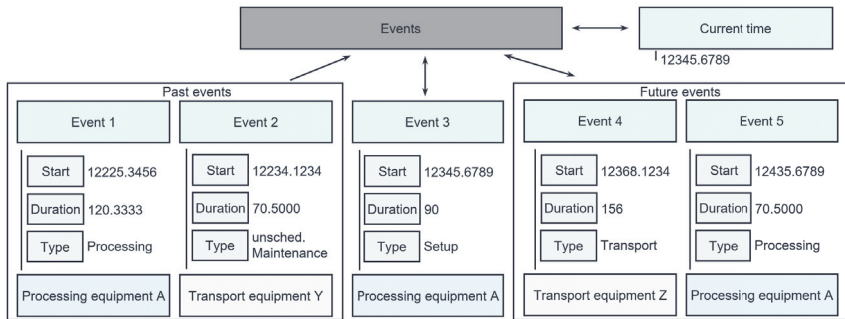 Events
Current time
12345.6789
Past events
Future events
Event 1
Event 2
Event 3
Event 4
Event 5
Start 12225.3456
Start 12234.1234
Start 12345.6789
Start 12368.1234
Start 12435.6789
Duration 120.3333
Duration 70.5000
Duration 90
Duration 156
Duration 70.5000
Type Processing
Type unsched.
Maintenance
Type Setup
Type Transport
Type Processing
Processing equipment A
Transport equipment Y
Processing equipment A
Transport equipment Z
Processing equipment A